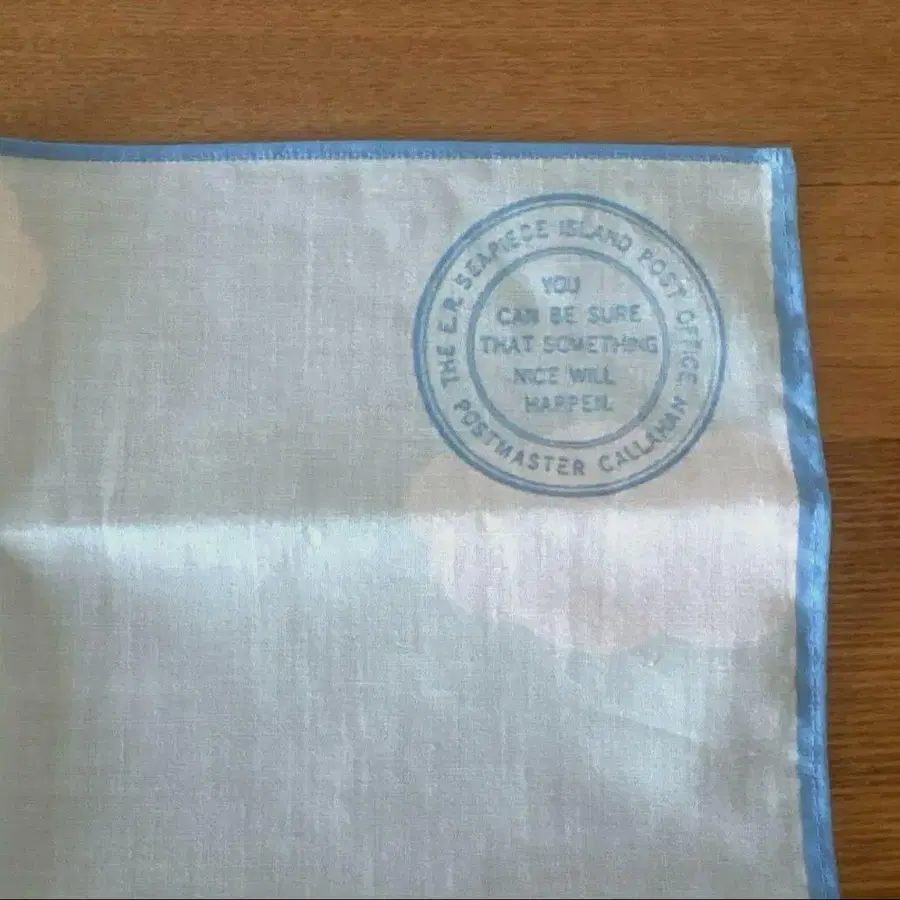 THE E.R. SEAPIECE ISLAND POST OFFICE
YOU
CAN BE SURE
THAT SOMETHING
NICE WILL
HAPPEN.
POSTMASTER CALLAHAN